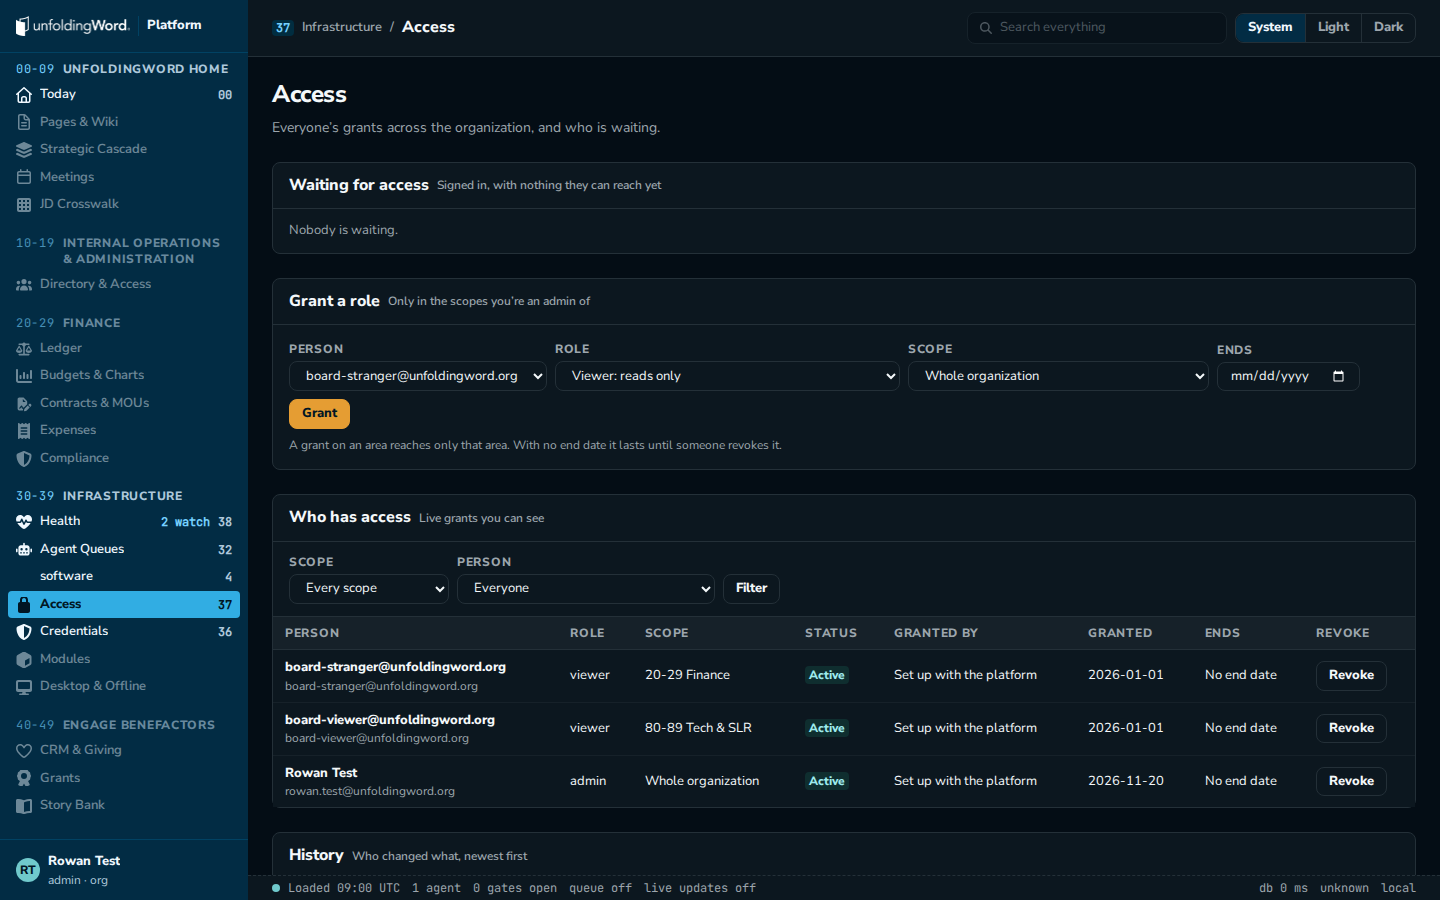 unfoldingWord. Platform
00-09 UNFOLDINGWORD HOME
Today 00
Pages & Wiki
Strategic Cascade
Meetings
JD Crosswalk
10-19 INTERNAL OPERATIONS
& ADMINISTRATION
Directory & Access
20-29 FINANCE
Ledger
Budgets & Charts
Contracts & MOUs
Expenses
Compliance
30-39 INFRASTRUCTURE
Health 2 watch 38
Agent Queues 32
software 4
Access 37
Credentials 36
Modules
Desktop & Offline
40-49 ENGAGE BENEFACTORS
CRM & Giving
Grants
Story Bank
RT Rowan Test
admin · org
37 Infrastructure / Access
Search everything
System Light Dark
Access
Everyone's grants across the organization, and who is waiting.
Waiting for access Signed in, with nothing they can reach yet
Nobody is waiting.
Grant a role Only in the scopes you're an admin of
PERSON ROLE SCOPE ENDS
board-stranger@unfoldingword.org Viewer: reads only Whole organization mm/dd/yyyy
Grant
A grant on an area reaches only that area. With no end date it lasts until someone revokes it.
Who has access Live grants you can see
SCOPE PERSON
Every scope Everyone Filter
PERSON ROLE SCOPE STATUS GRANTED BY GRANTED ENDS REVOKE
board-stranger@unfoldingword.org viewer 20-29 Finance Active Set up with the platform 2026-01-01 No end date Revoke
board-stranger@unfoldingword.org
board-viewer@unfoldingword.org viewer 80-89 Tech & SLR Active Set up with the platform 2026-01-01 No end date Revoke
board-viewer@unfoldingword.org
Rowan Test admin Whole organization Active Set up with the platform 2026-11-20 No end date Revoke
rowan.test@unfoldingword.org
History Who changed what, newest first
Loaded 09:00 UTC 1 agent 0 gates open queue off live updates off db 0 ms unknown local